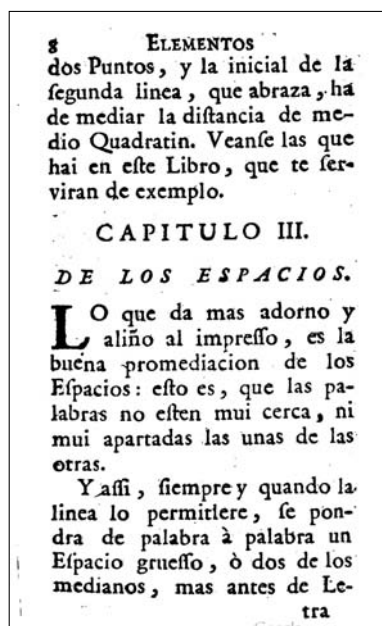 8 ELEMENTOS
dos Puntos, y la inicial de la
ſegunda linea, que abraza, ha
de mediar la diſtancia de me-
dio Quadratin. Veanſe las que
hai en eſte Libro, que te ſer-
viran de exemplo.
CAPITULO III.
DE LOS ESPACIOS.
LO que da mas adorno y
aliño al impreſſo, es la
buena promediacion de los
Eſpacios: eſto es, que las pa-
labras no eſten mui cerca, ni
mui apartadas las unas de las
otras.
Y aſſi, ſiempre y quando la
linea lo permitiere, ſe pon-
dra de palabra à palabra un
Eſpacio grueſſo, ò dos de los
medianos, mas antes de Le-
tra